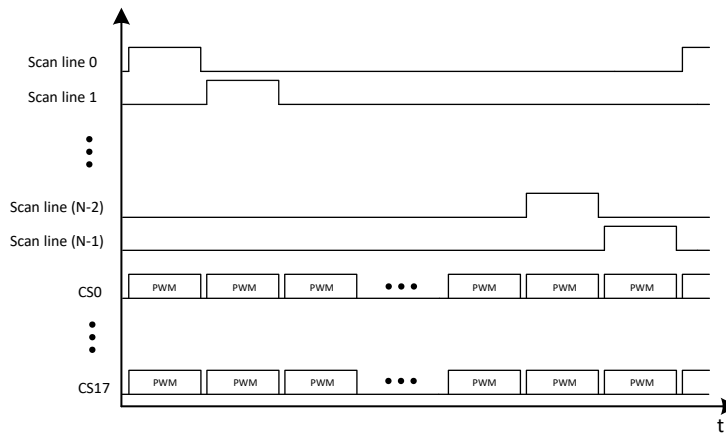 Scan line 0
Scan line 1
Scan line (N-2)
Scan line (N-1)
CS0 PWM PWM PWM PWM PWM PWM
CS17 PWM PWM PWM PWM PWM PWM
t